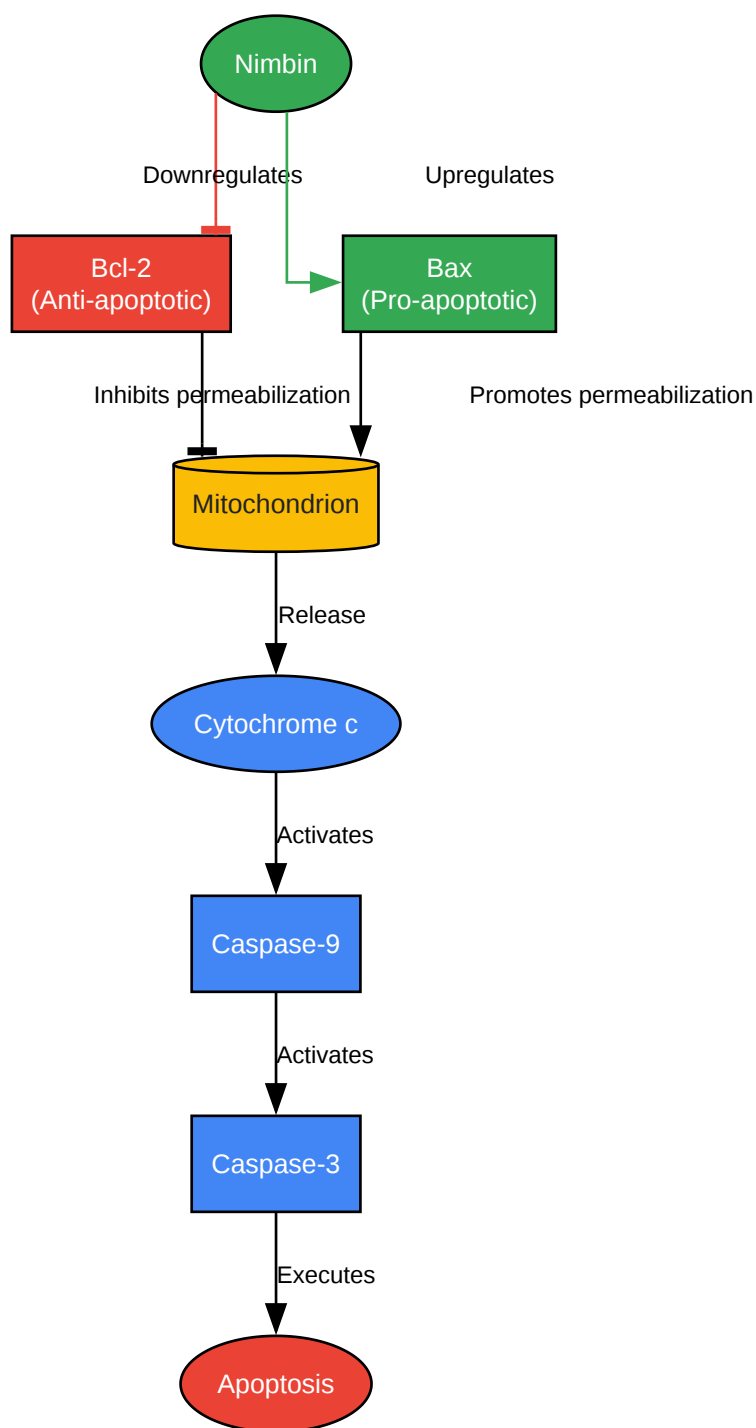 Nimbin
Downregulates
Upregulates
Bcl-2
(Anti-apoptotic)
Bax
(Pro-apoptotic)
Inhibits permeabilization
Promotes permeabilization
Mitochondrion
Release
Cytochrome c
Activates
Caspase-9
Activates
Caspase-3
Executes
Apoptosis